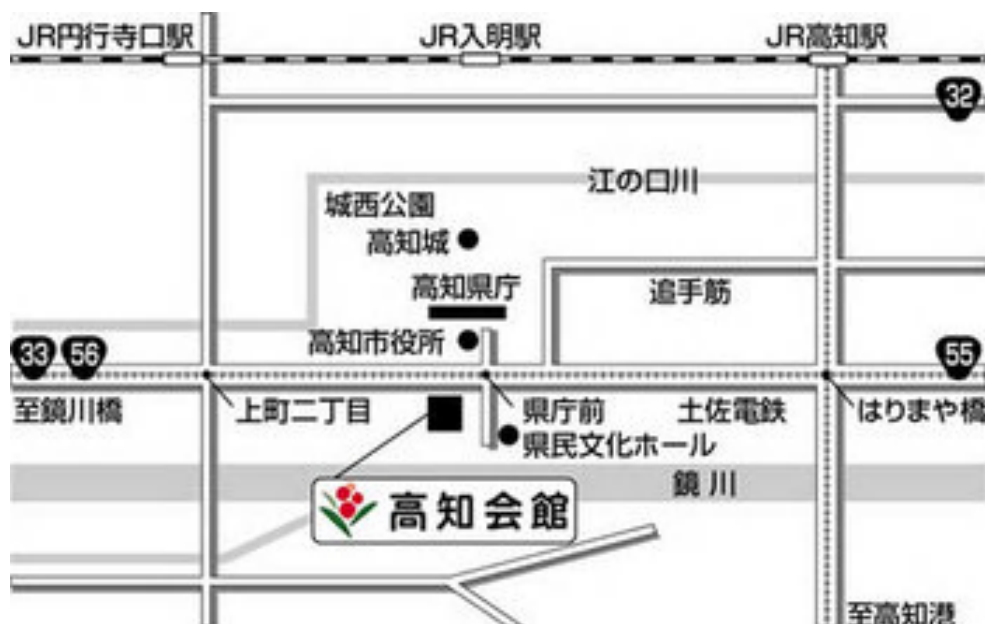 JR円行寺口駅
JR入明駅
JR高知駅
32
江の口川
城西公園
高知城
高知県庁
追手筋
高知市役所
33
56
55
至鏡川橋
上町二丁目
県庁前
土佐電鉄
はりまや橋
県民文化ホール
鏡川
高知会館
至高知港